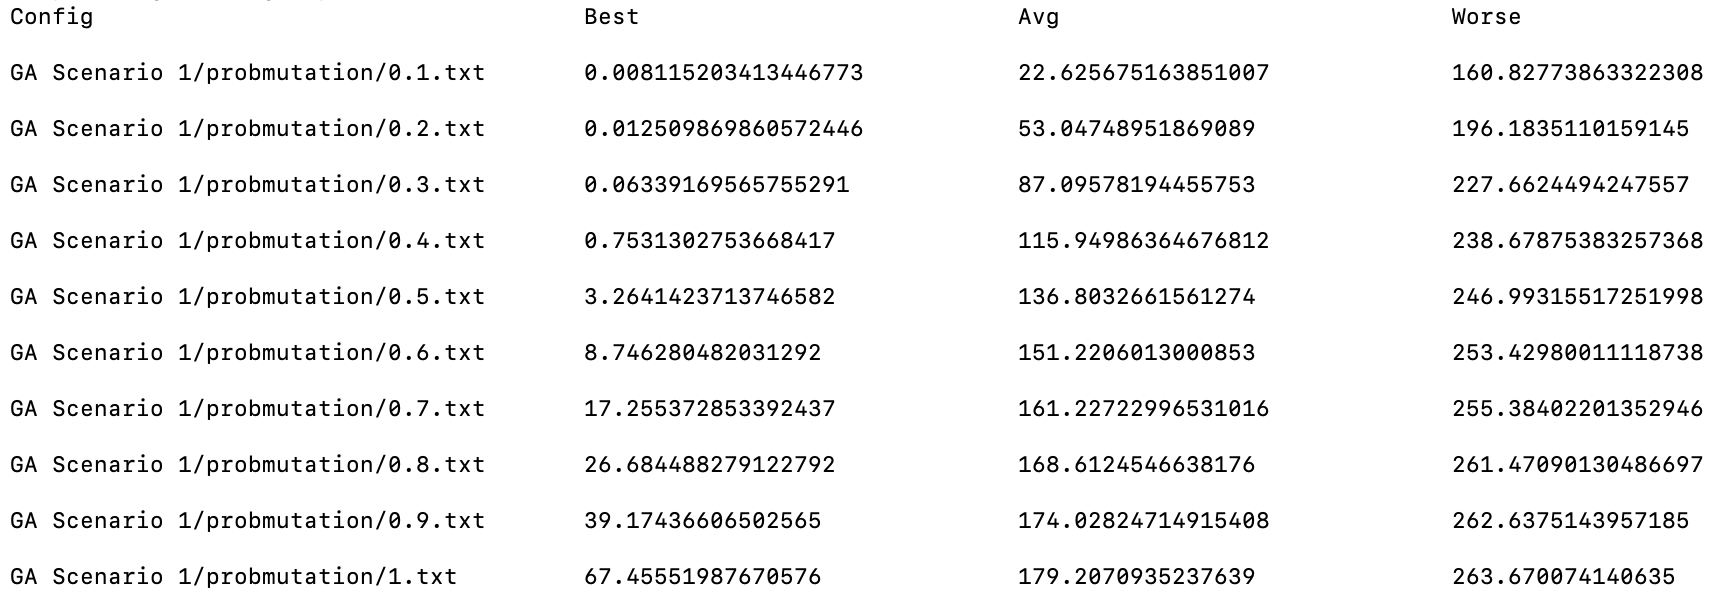 Config Best Avg Worse
GA Scenario 1/probmutation/0.1.txt 0.008115203413446773 22.625675163851007 160.82773863322308
GA Scenario 1/probmutation/0.2.txt 0.012509869860572446 53.04748951869089 196.1835110159145
GA Scenario 1/probmutation/0.3.txt 0.06339169565755291 87.09578194455753 227.6624494247557
GA Scenario 1/probmutation/0.4.txt 0.7531302753668417 115.94986364676812 238.67875383257368
GA Scenario 1/probmutation/0.5.txt 3.2641423713746582 136.8032661561274 246.99315517251998
GA Scenario 1/probmutation/0.6.txt 8.746280482031292 151.2206013000853 253.42980011118738
GA Scenario 1/probmutation/0.7.txt 17.255372853392437 161.22722996531016 255.38402201352946
GA Scenario 1/probmutation/0.8.txt 26.684488279122792 168.6124546638176 261.47090130486697
GA Scenario 1/probmutation/0.9.txt 39.17436606502565 174.02824714915408 262.6375143957185
GA Scenario 1/probmutation/1.txt 67.45551987670576 179.2070935237639 263.670074140635